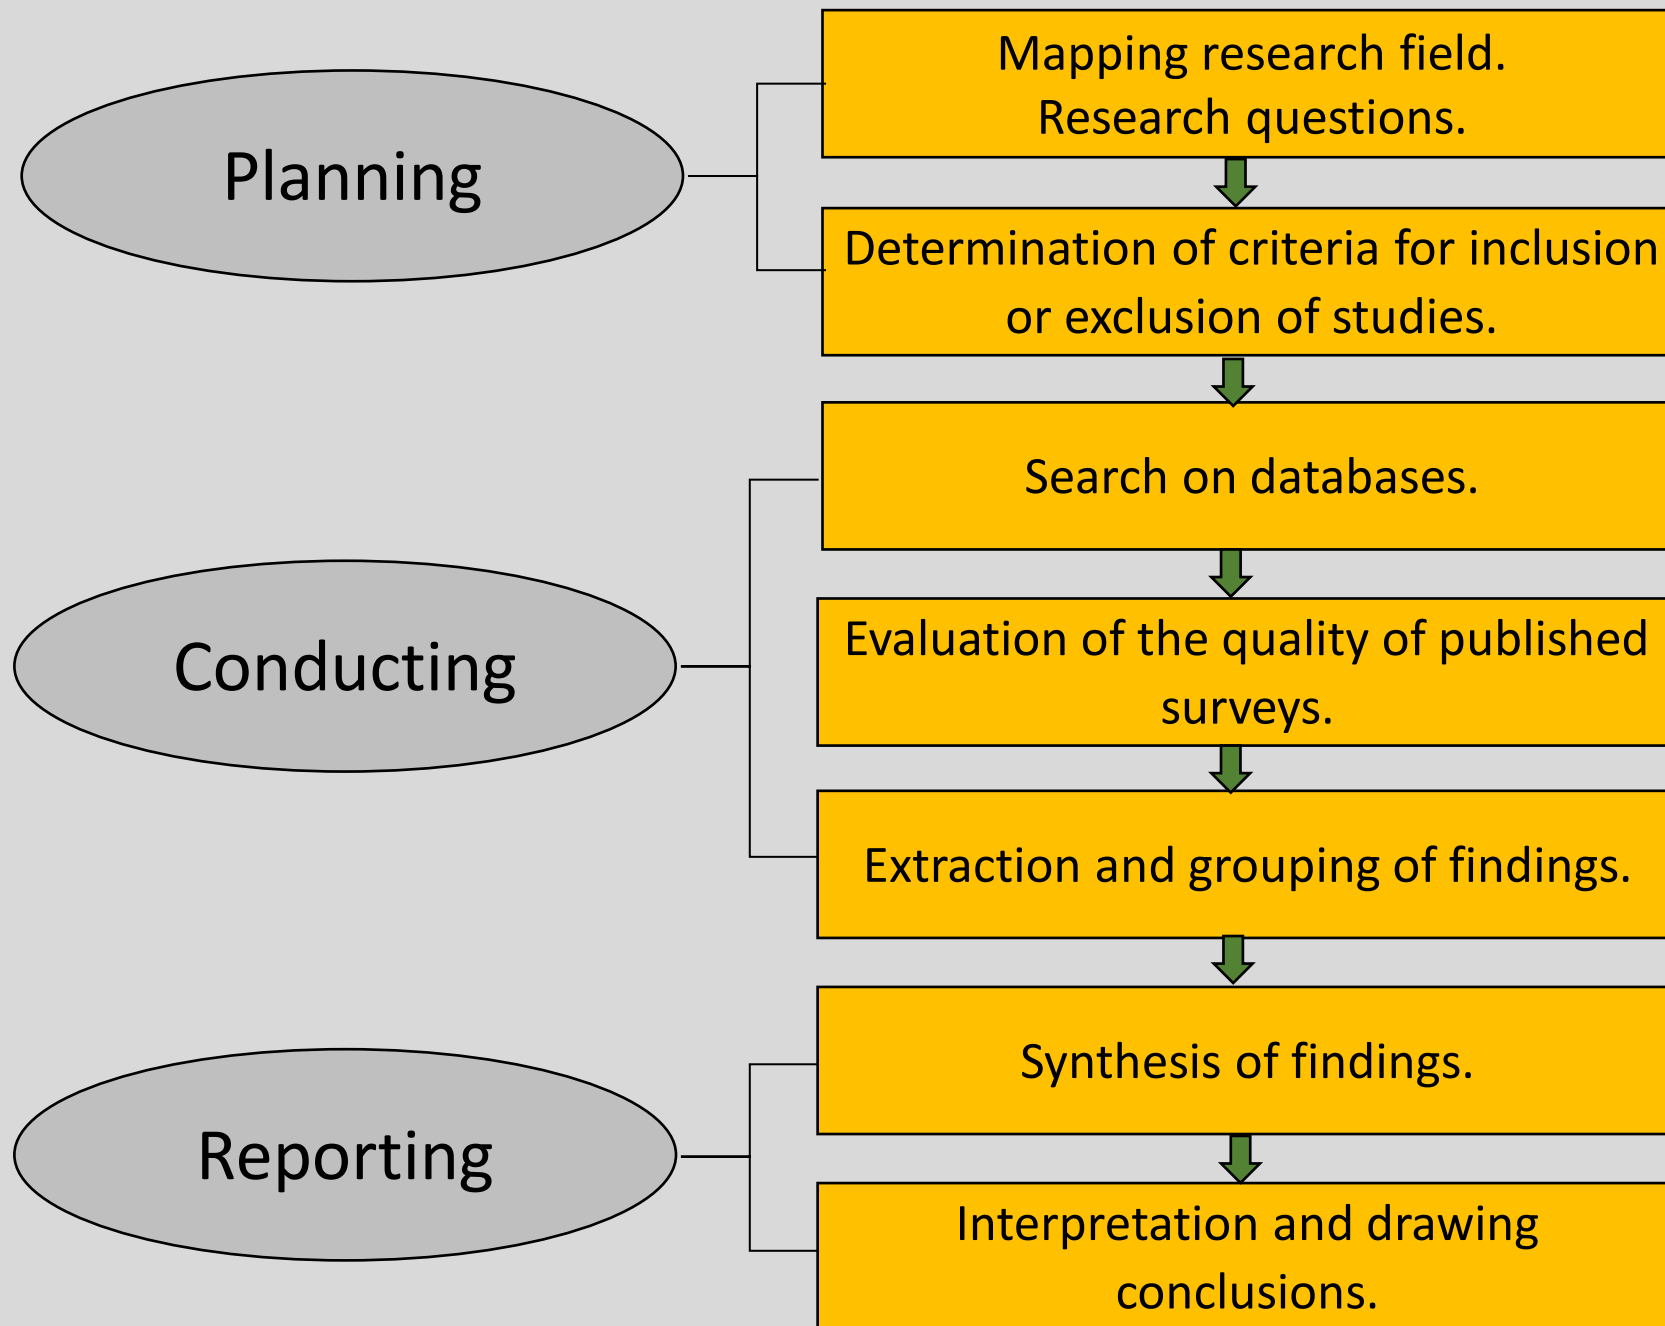 Planning
Mapping research field.
Research questions.
Determination of criteria for inclusion
or exclusion of studies.
Conducting
Search on databases.
Evaluation of the quality of published
surveys.
Extraction and grouping of findings.
Reporting
Synthesis of findings.
Interpretation and drawing
conclusions.